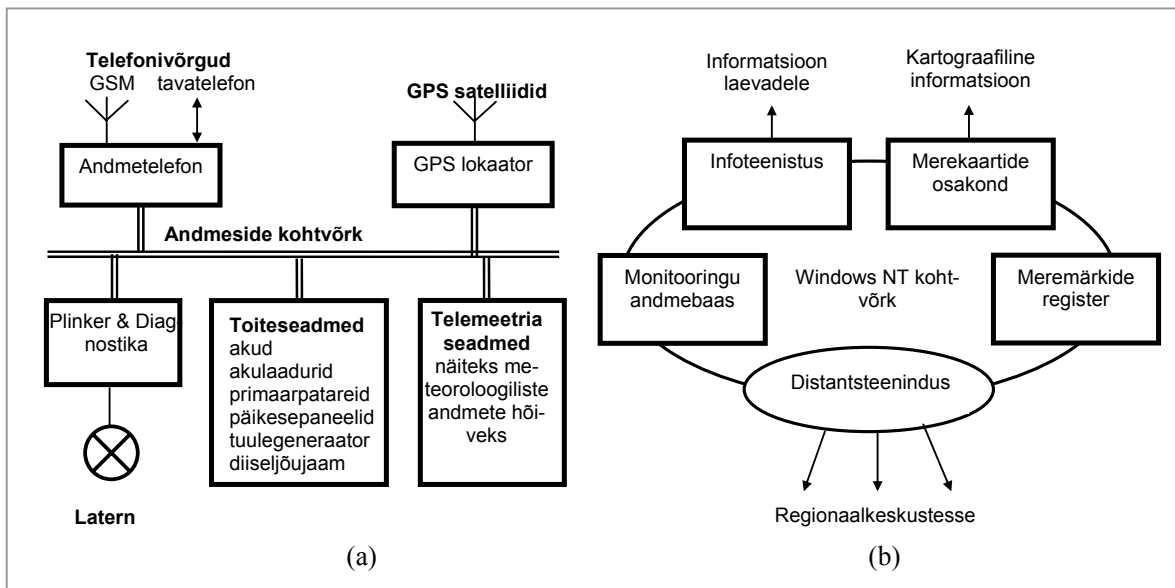 Telefonivõrgud
GSM tavatelefon
Andmetelefon
GPS satelliidid
GPS lokaator
Andmeside kohtvõrk
Plinker & Diag
nostika
Latern
Toiteseadmed
akud
akulaadurid
primaarpatareid
päikesepaneelid
tuulegeneraator
diiseljõujaam
Telemeetria
seadmed
näiteks me-
teoroloogiliste
andmete hõi-
veks
(a)
Informatsioon
laevadele
Kartograafiline
informatsioon
Infoteenistus
Merekaartide
osakond
Monitooringu
andmebaas
Windows NT koht-
võrk
Meremärkide
register
Distantsteenindus
Regionaalkeskustesse
(b)